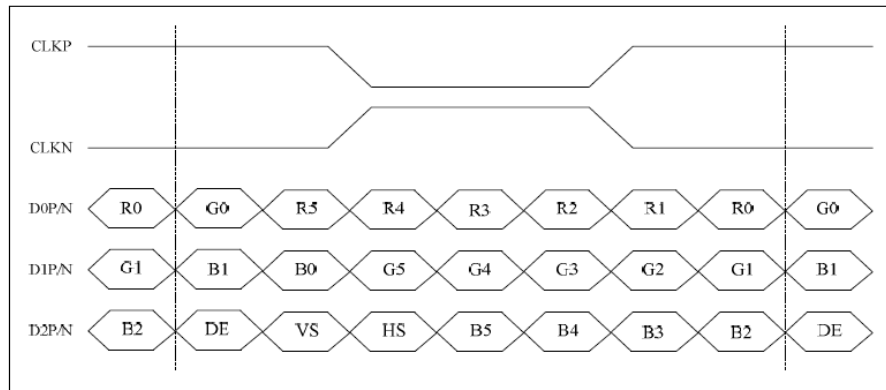 CLKP
CLKN
D0P/N R0 G0 R5 R4 R3 R2 R1 R0 G0
D1P/N G1 B1 B0 G5 G4 G3 G2 G1 B1
D2P/N B2 DE VS HS B5 B4 B3 B2 DE